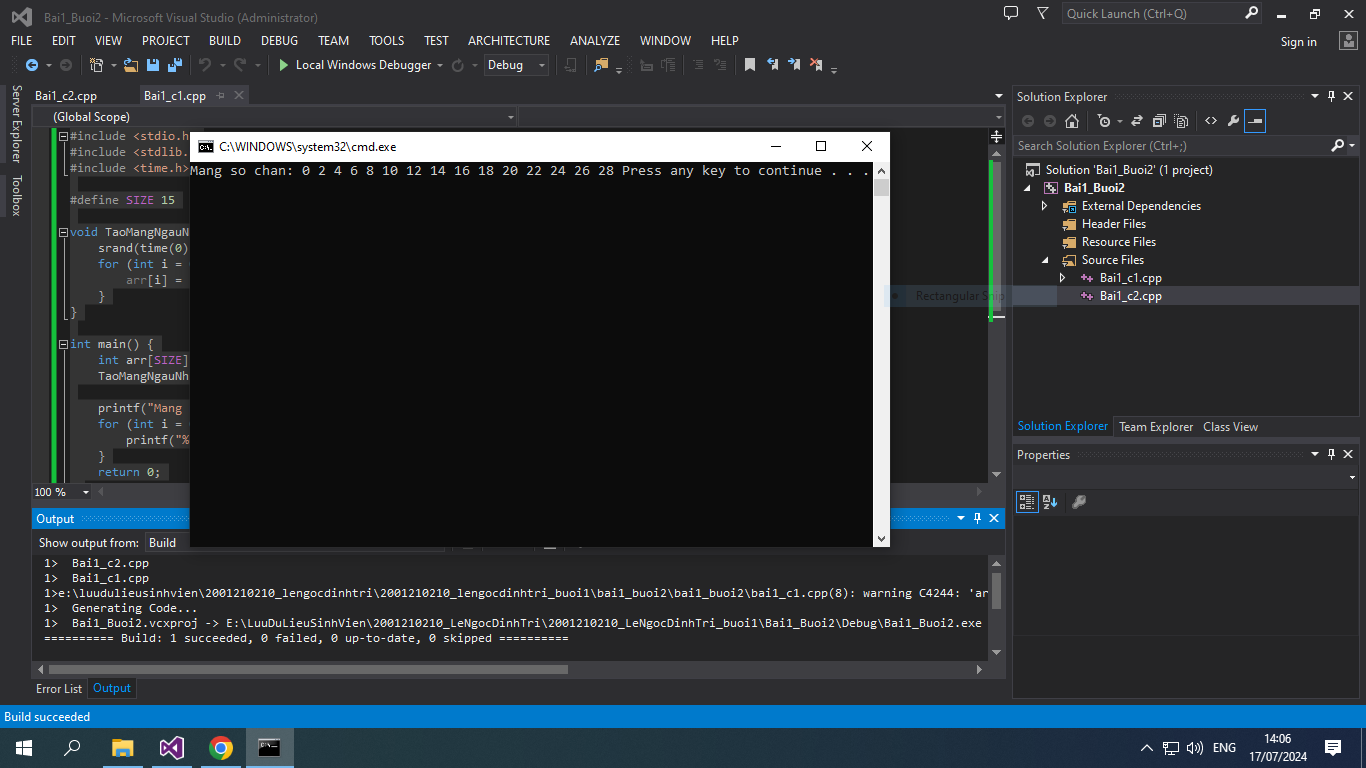 Bai1_Buoi2 - Microsoft Visual Studio (Administrator)
Quick Launch (Ctrl+Q)
FILE EDIT VIEW PROJECT BUILD DEBUG TEAM TOOLS TEST ARCHITECTURE ANALYZE WINDOW HELP
Sign in
Local Windows Debugger
Debug
Server Explorer
Toolbox
Bai1_c2.cpp
Bai1_c1.cpp
(Global Scope)
#include <stdio.h
#include <stdlib.
#include <time.h>
#define SIZE 15
void TaoMangNgauN
srand(time(0)
for (int i =
arr[i] =
}
}
int main() {
int arr[SIZE]
TaoMangNgauNh
printf("Mang
for (int i =
printf("%
}
return 0;
100 %
C:\WINDOWS\system32\cmd.exe
Mang so chan: 0 2 4 6 8 10 12 14 16 18 20 22 24 26 28 Press any key to continue . . .
Rectangular Snip
Output
Show output from: Build
1> Bai1_c2.cpp
1> Bai1_c1.cpp
1>e:\luudulieusinhvien\2001210210_lengocdinhtri\2001210210_lengocdinhtri_buoi1\bai1_buoi2\bai1_buoi2\bai1_c1.cpp(8): warning C4244: 'ar
1> Generating Code...
1> Bai1_Buoi2.vcxproj -> E:\LuuDuLieuSinhVien\2001210210_LeNgocDinhTri\2001210210_LeNgocDinhTri_buoi1\Bai1_Buoi2\Debug\Bai1_Buoi2.exe
========== Build: 1 succeeded, 0 failed, 0 up-to-date, 0 skipped ==========
Error List
Output
Solution Explorer
Search Solution Explorer (Ctrl+;)
Solution 'Bai1_Buoi2' (1 project)
Bai1_Buoi2
External Dependencies
Header Files
Resource Files
Source Files
Bai1_c1.cpp
Bai1_c2.cpp
Solution Explorer
Team Explorer
Class View
Properties
Build succeeded
ENG
14:06
17/07/2024